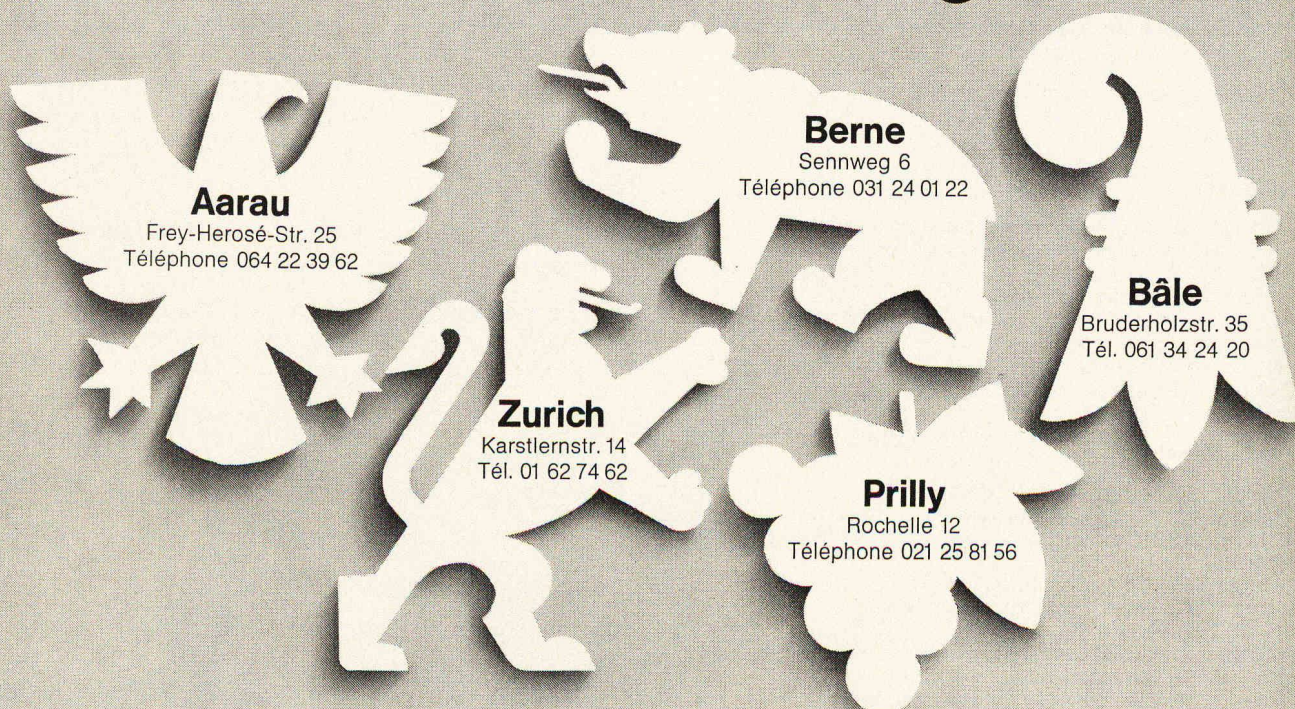 Aarau
Frey-Herosé-Str. 25
Téléphone 064 22 39 62
Berne
Sennweg 6
Téléphone 031 24 01 22
Bâle
Bruderholzstr. 35
Tél. 061 34 24 20
Zurich
Karstlernstr. 14
Tél. 01 62 74 62
Prilly
Rochelle 12
Téléphone 021 25 81 56